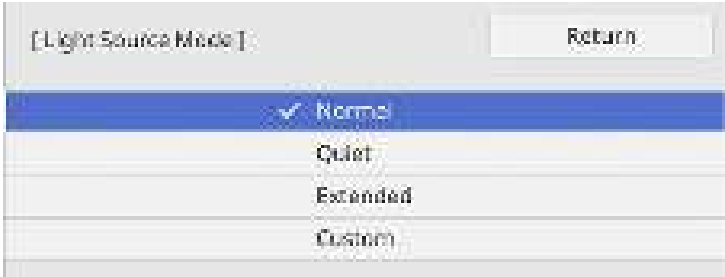 [Light Source Mode]
Return
✓ Normal
Quiet
Extended
Custom